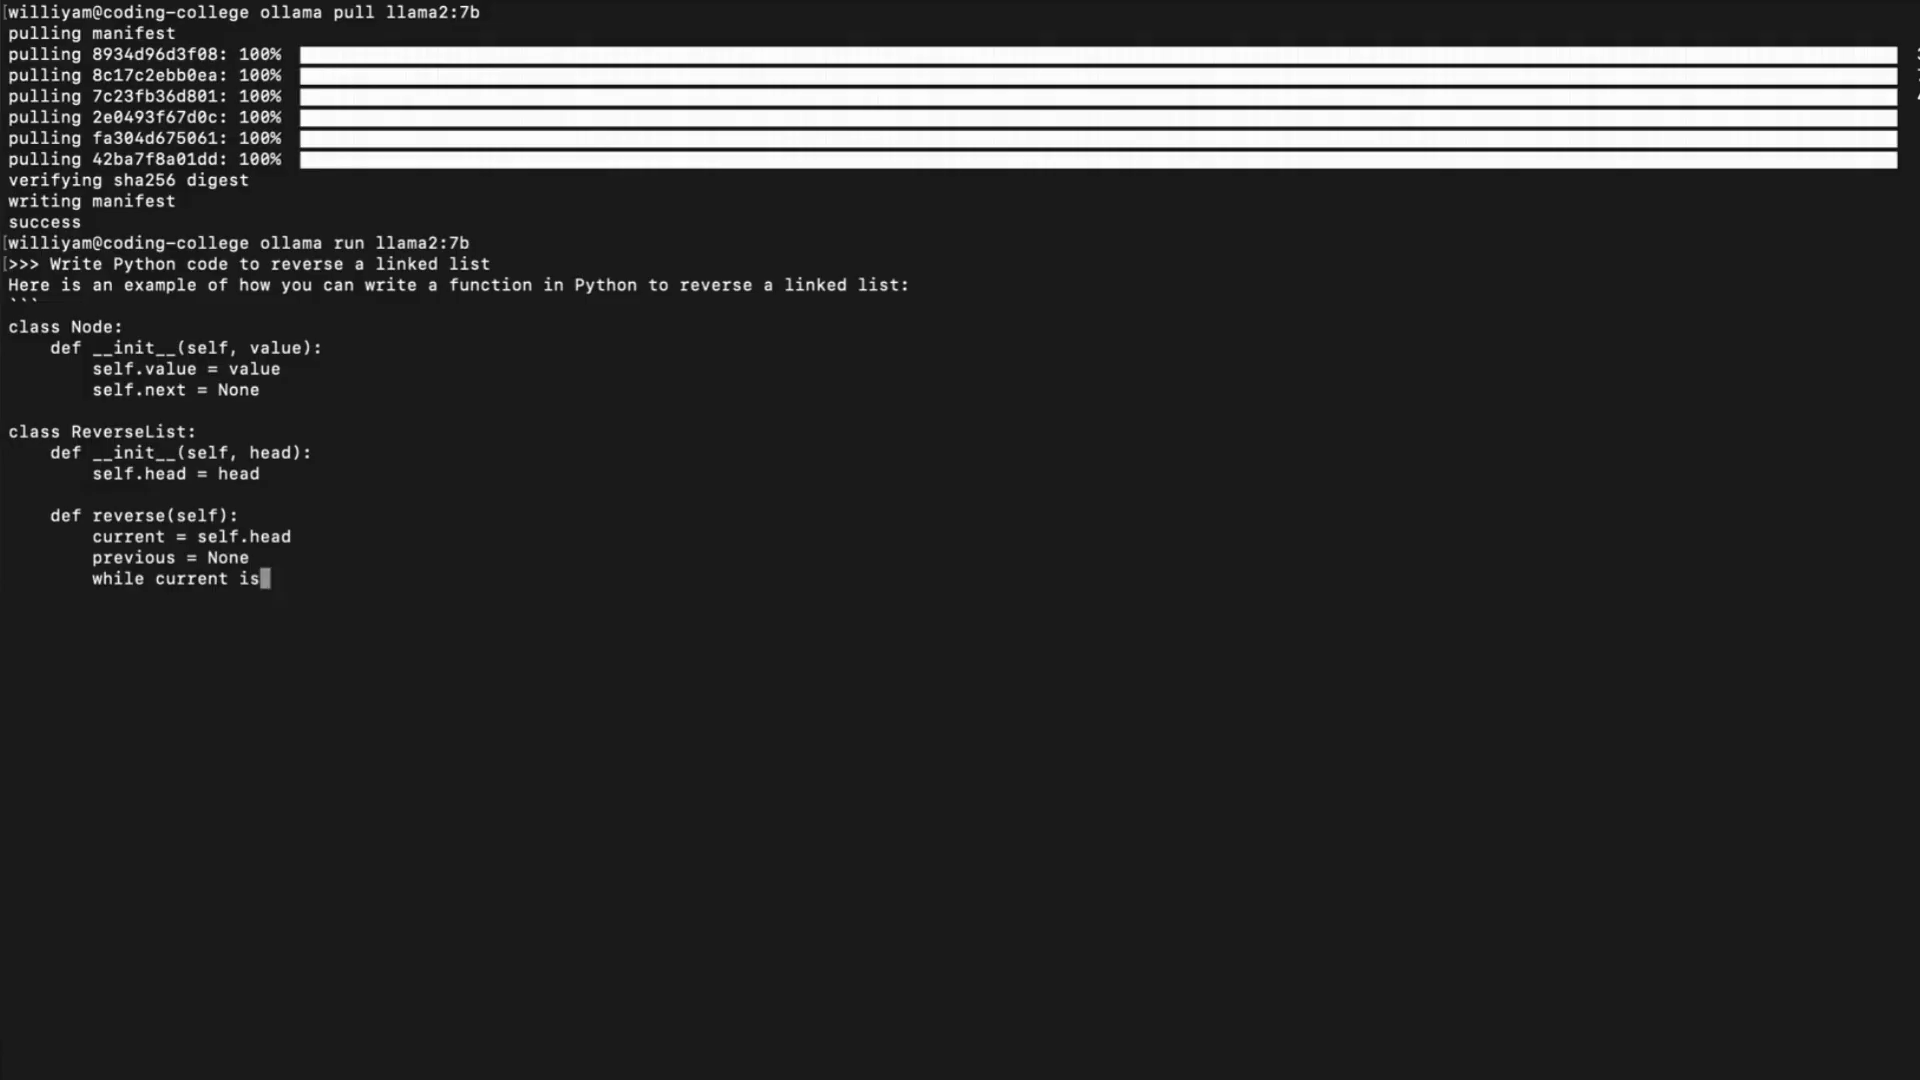 [williyam@coding-college ollama pull llama2:7b
pulling manifest
pulling 8934d96d3f08: 100%
pulling 8c17c2ebb0ea: 100%
pulling 7c23fb36d801: 100%
pulling 2e0493f67d0c: 100%
pulling fa304d675061: 100%
pulling 42ba7f8a01dd: 100%
verifying sha256 digest
writing manifest
success
[williyam@coding-college ollama run llama2:7b
[>>> Write Python code to reverse a linked list
Here is an example of how you can write a function in Python to reverse a linked list:
```
class Node:
    def __init__(self, value):
        self.value = value
        self.next = None

class ReverseList:
    def __init__(self, head):
        self.head = head

    def reverse(self):
        current = self.head
        previous = None
        while current is